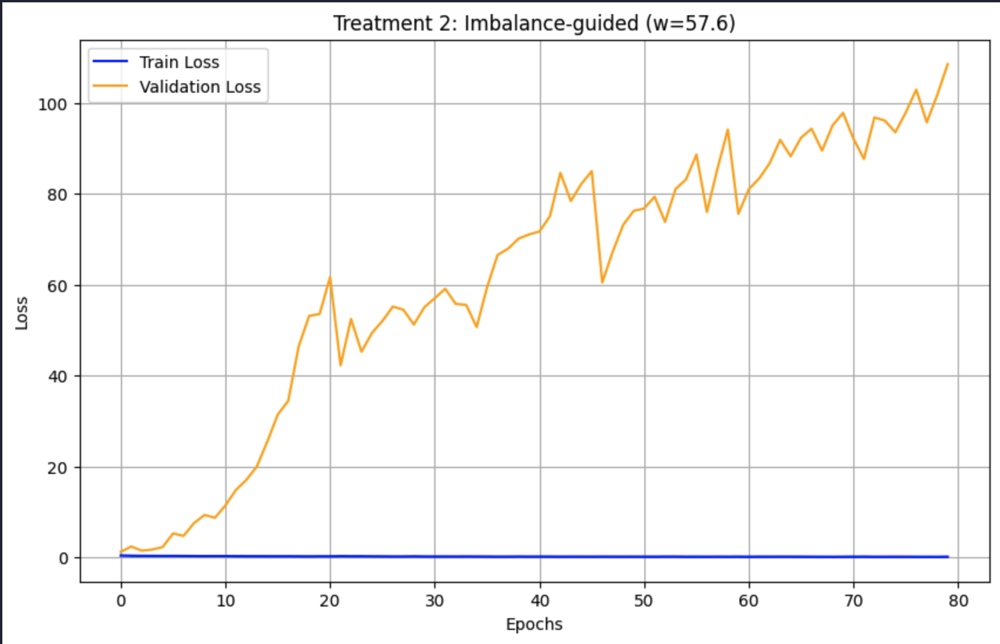 Treatment 2: Imbalance-guided (w=57.6)
Train Loss
Validation Loss
100
80
60
40
20
0
Loss
0 10 20 30 40 50 60 70 80
Epochs